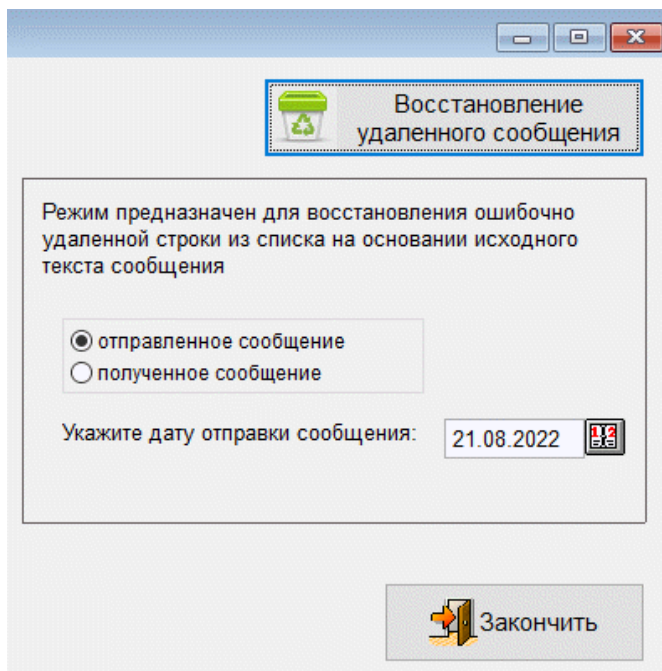 Восстановление
удаленного сообщения
Режим предназначен для восстановления ошибочно
удаленной строки из списка на основании исходного
текста сообщения
отправленное сообщение
полученное сообщение
Укажите дату отправки сообщения: 21.08.2022
Закончить